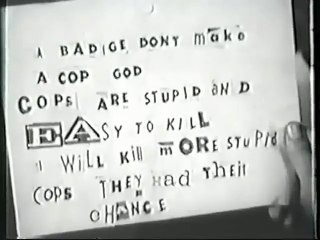 A BADGE DONT make
A COP GOD
COPS ARE STUPID AND
EASY TO KILL
I WILL KILL MORE STUPID
COPS THEY Had Their
CHANCE